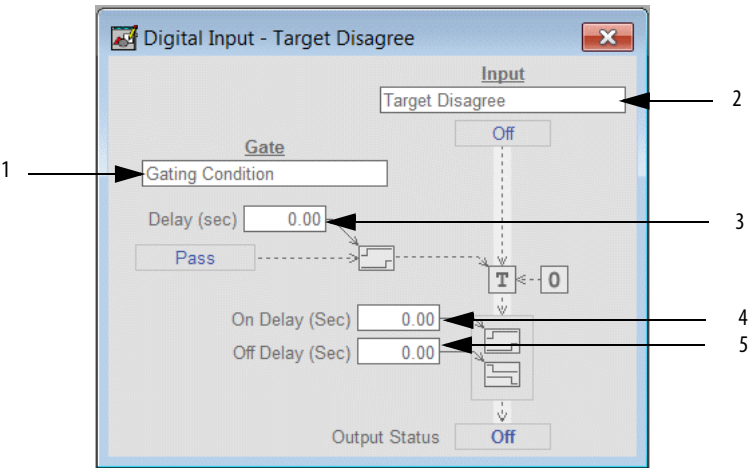 Digital Input - Target Disagree
Input
Target Disagree
2
Off
Gate
1
Gating Condition
Delay (sec) 0.00
3
Pass
T
0
On Delay (Sec) 0.00
4
Off Delay (Sec) 0.00
5
Output Status Off